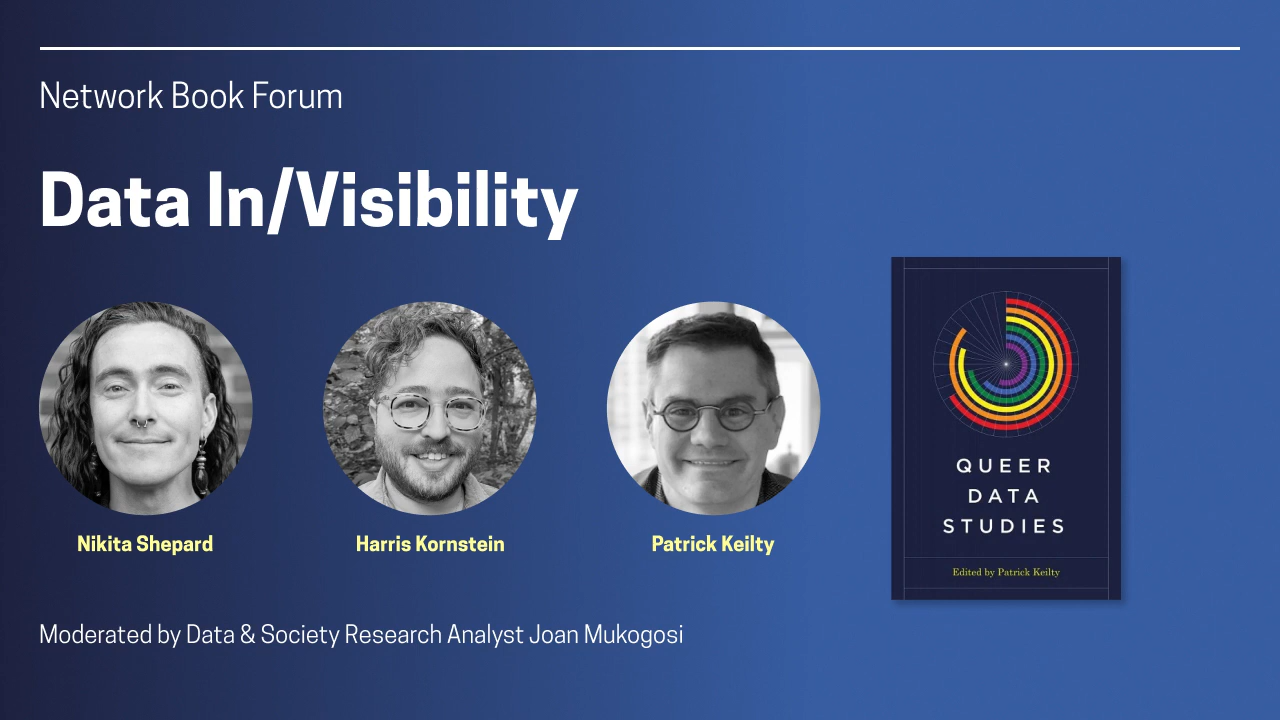 Network Book Forum
Data In/Visibility
Nikita Shepard
Harris Kornstein
Patrick Keilty
QUEER
DATA
STUDIES
Edited by Patrick Keilty
Moderated by Data & Society Research Analyst Joan Mukogosi